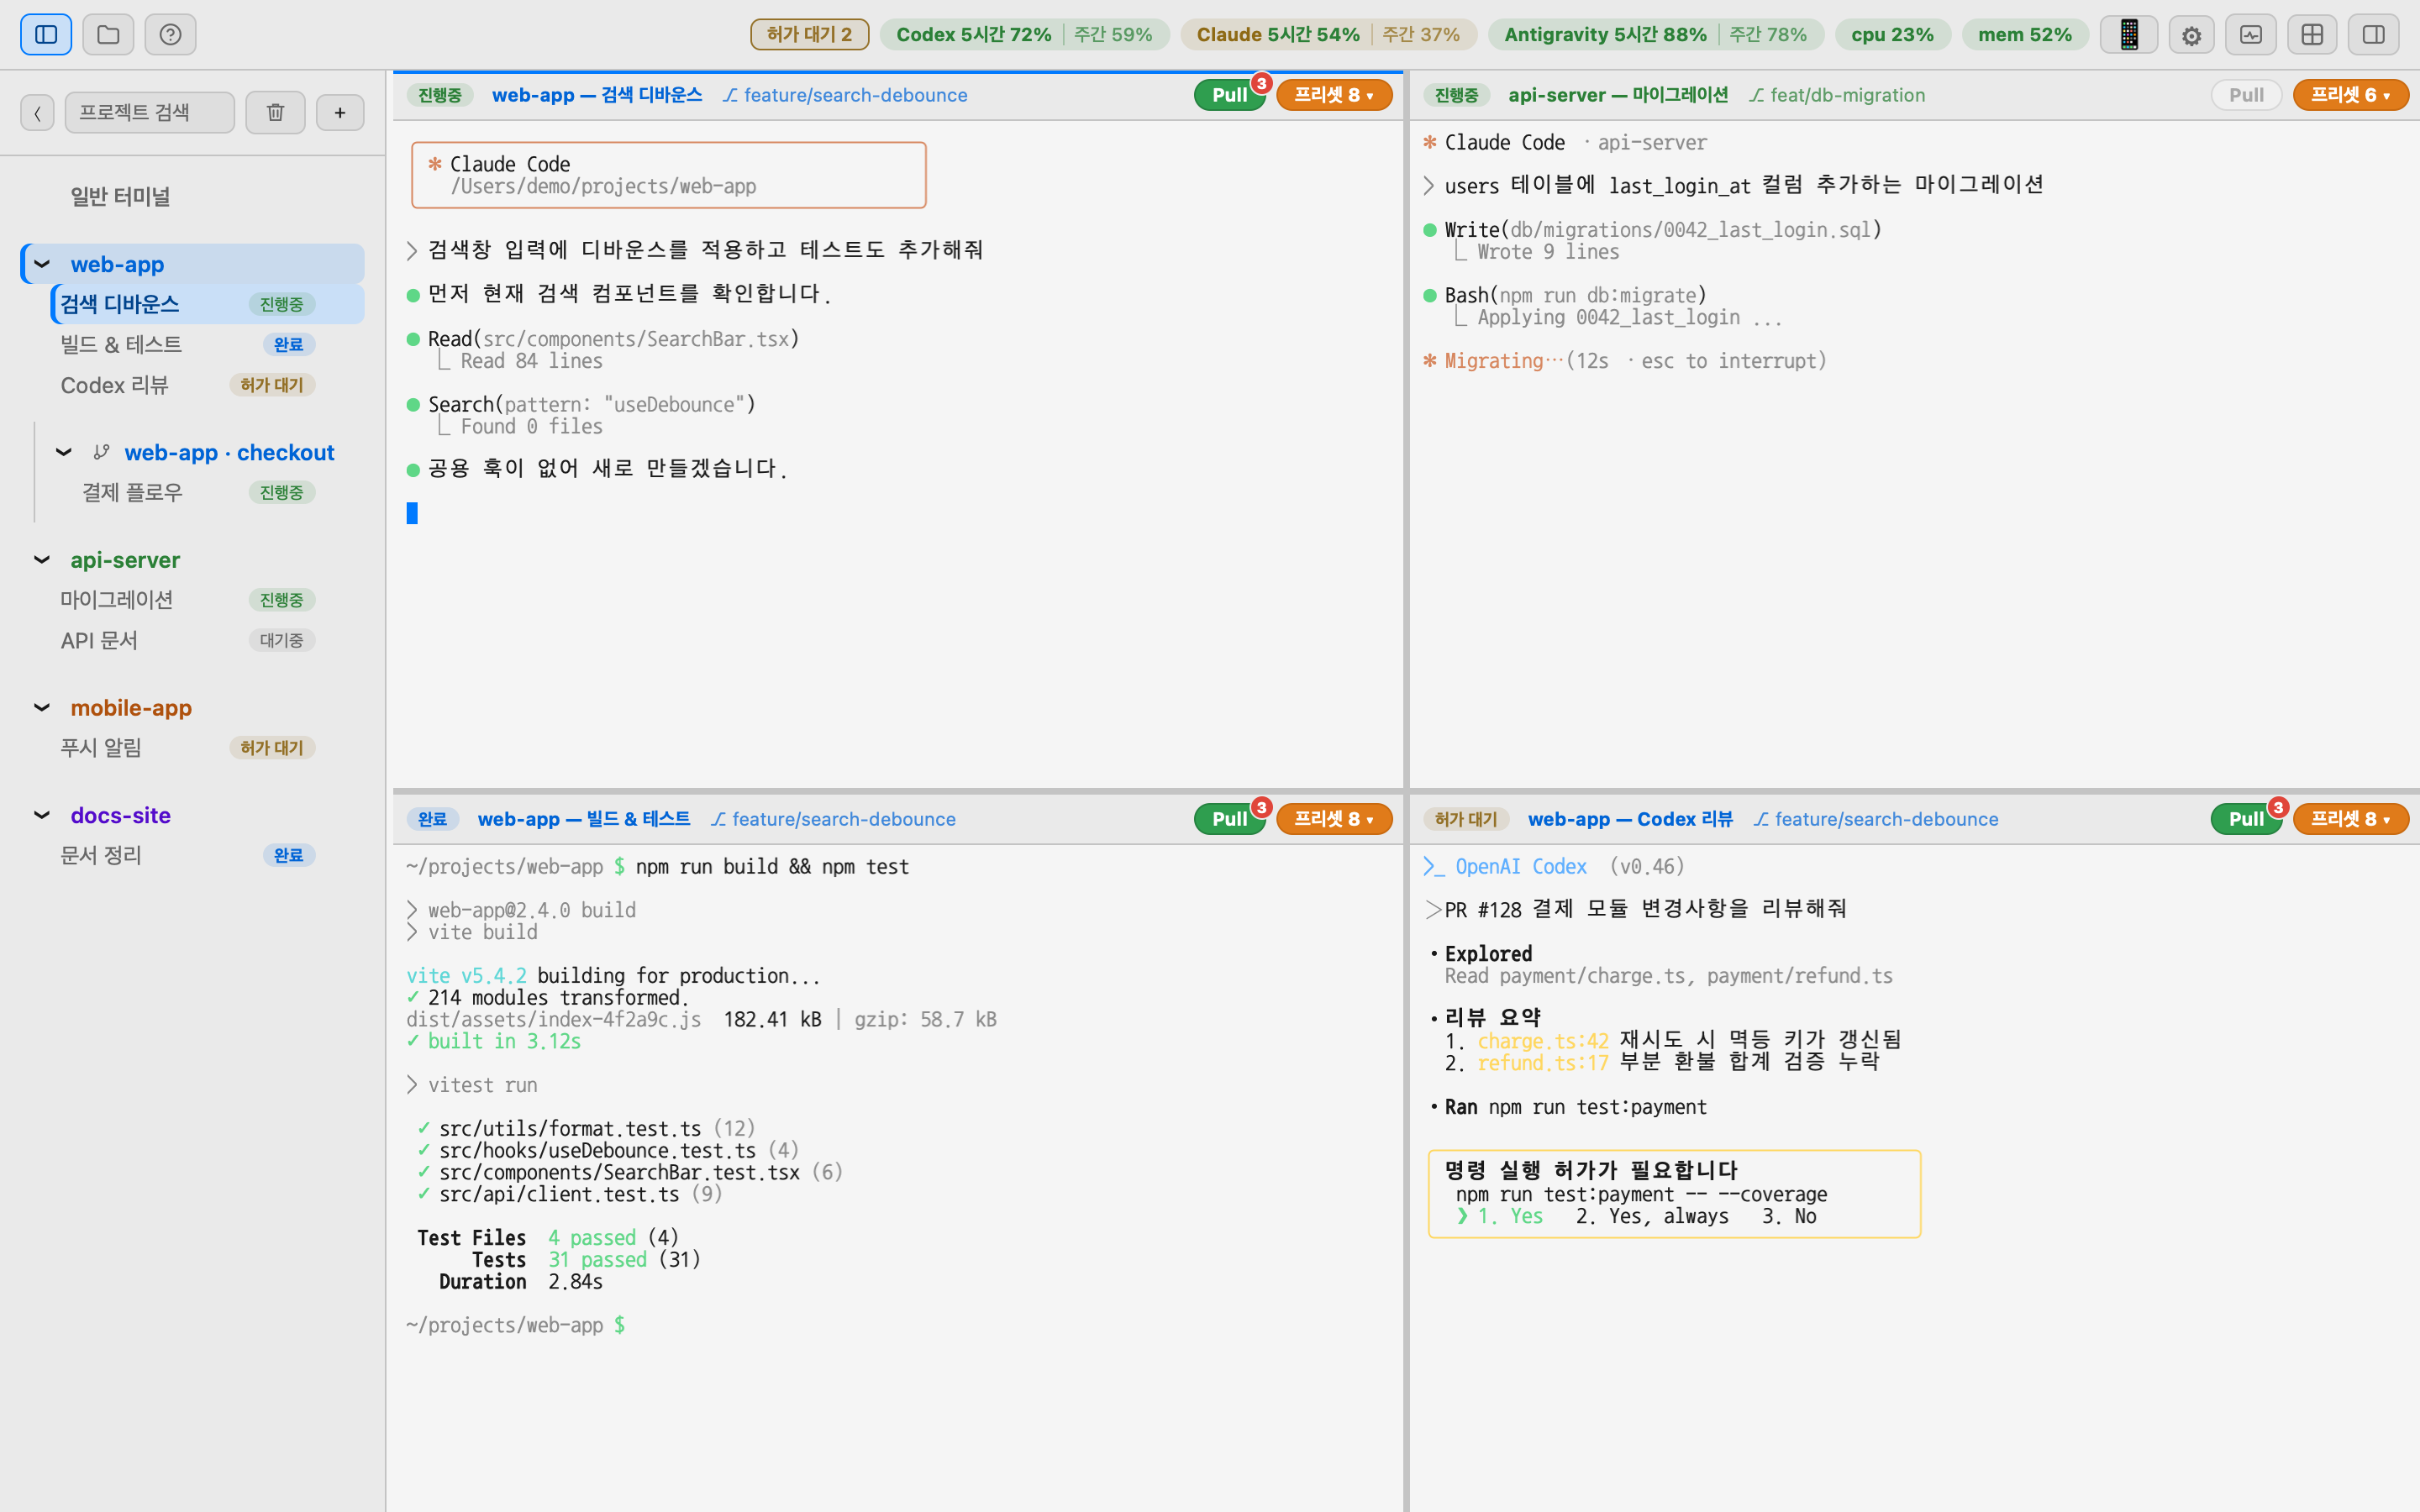 허가 대기 2
Codex 5시간 72% | 주간 59%
Claude 5시간 54% | 주간 37%
Antigravity 5시간 88% | 주간 78%
cpu 23%
mem 52%
프로젝트 검색
+
일반 터미널
web-app
검색 디바운스 진행중
빌드 & 테스트 완료
Codex 리뷰 허가 대기
web-app · checkout
결제 플로우 진행중
api-server
마이그레이션 진행중
API 문서 대기중
mobile-app
푸시 알림 허가 대기
docs-site
문서 정리 완료
진행중 web-app — 검색 디바운스 feature/search-debounce Pull 3 프리셋 8 ▾
✻ Claude Code
/Users/demo/projects/web-app
> 검색창 입력에 디바운스를 적용하고 테스트도 추가해줘
● 먼저 현재 검색 컴포넌트를 확인합니다.
● Read(src/components/SearchBar.tsx)
⎿ Read 84 lines
● Search(pattern: "useDebounce")
⎿ Found 0 files
● 공용 훅이 없어 새로 만들겠습니다.
진행중 api-server — 마이그레이션 feat/db-migration Pull 프리셋 6 ▾
✻ Claude Code · api-server
> users 테이블에 last_login_at 컬럼 추가하는 마이그레이션
● Write(db/migrations/0042_last_login.sql)
⎿ Wrote 9 lines
● Bash(npm run db:migrate)
⎿ Applying 0042_last_login ...
✻ Migrating…(12s · esc to interrupt)
완료 web-app — 빌드 & 테스트 feature/search-debounce Pull 3 프리셋 8 ▾
~/projects/web-app $ npm run build && npm test
> web-app@2.4.0 build
> vite build
vite v5.4.2 building for production...
✓ 214 modules transformed.
dist/assets/index-4f2a9c.js 182.41 kB │ gzip: 58.7 kB
✓ built in 3.12s
> vitest run
✓ src/utils/format.test.ts (12)
✓ src/hooks/useDebounce.test.ts (4)
✓ src/components/SearchBar.test.tsx (6)
✓ src/api/client.test.ts (9)
Test Files 4 passed (4)
Tests 31 passed (31)
Duration 2.84s
~/projects/web-app $
허가 대기 web-app — Codex 리뷰 feature/search-debounce Pull 3 프리셋 8 ▾
>_ OpenAI Codex (v0.46)
>PR #128 결제 모듈 변경사항을 리뷰해줘
• Explored
Read payment/charge.ts, payment/refund.ts
• 리뷰 요약
1. charge.ts:42 재시도 시 멱등 키가 갱신됨
2. refund.ts:17 부분 환불 합계 검증 누락
• Ran npm run test:payment
명령 실행 허가가 필요합니다
npm run test:payment -- --coverage
❯ 1. Yes 2. Yes, always 3. No